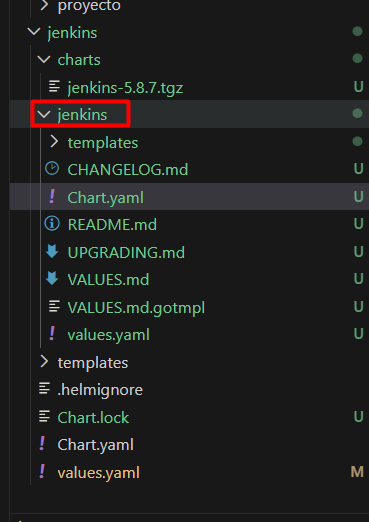 proyecto
jenkins
charts
jenkins-5.8.7.tgz U
jenkins
templates
CHANGELOG.md U
! Chart.yaml U
README.md U
UPGRADING.md U
VALUES.md U
VALUES.md.gotmpl U
! values.yaml U
templates
.helmignore
Chart.lock U
! Chart.yaml
! values.yaml M